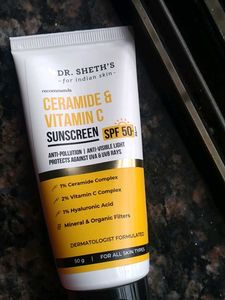 DR. SHETH'S
for indian skin
recommends
CERAMIDE &
VITAMIN C
SUNSCREEN SPF 50+
ANTI-POLLUTION | ANTI-VISIBLE LIGHT
PROTECTS AGAINST UVA & UVB RAYS
1% Ceramide Complex
2% Vitamin C Complex
1% Hyaluronic Acid
Mineral & Organic Filters
DERMATOLOGIST FORMULATED
50 g | FOR ALL SKIN TYPES